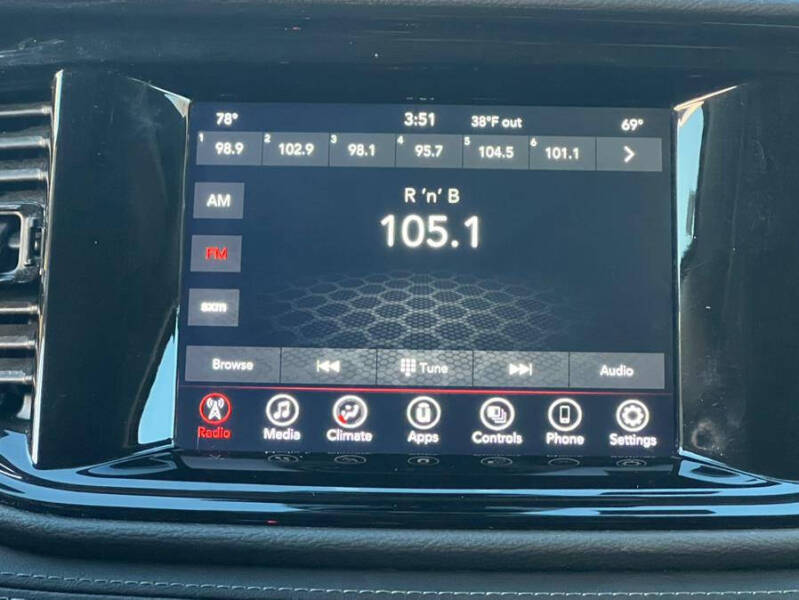 78° 3:51 38°F out 69°
1 98.9 2 102.9 3 98.1 4 95.7 5 104.5 6 101.1
AM
R 'n' B
105.1
FM
sxm
Browse Tune Audio
Radio Media Climate Apps Controls Phone Settings